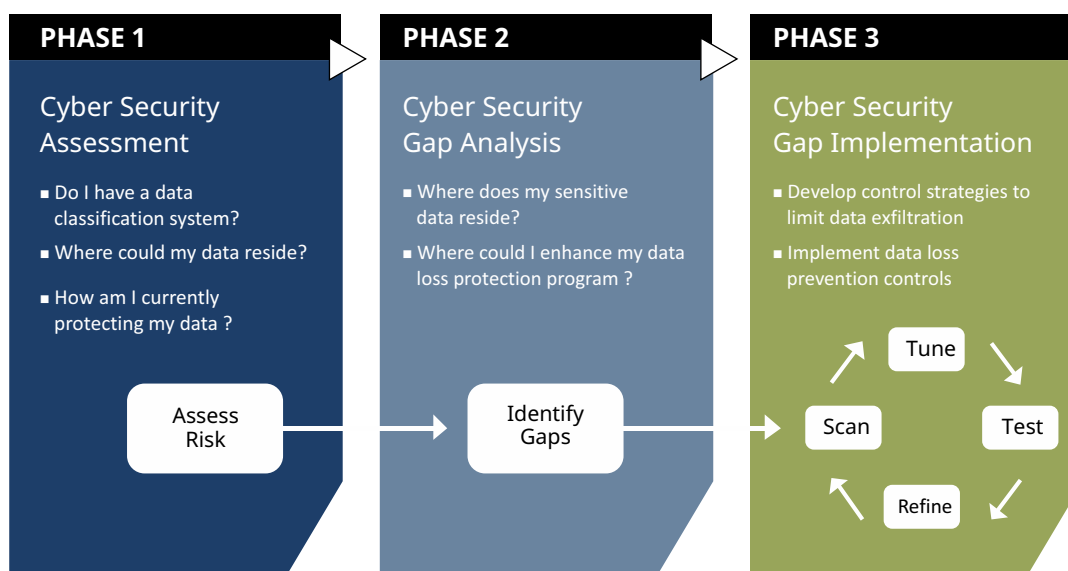 PHASE 1
Cyber Security
Assessment
▪ Do I have a data
classification system?
▪ Where could my data reside?
▪ How am I currently
protecting my data ?
Assess
Risk
PHASE 2
Cyber Security
Gap Analysis
▪ Where does my sensitive
data reside?
▪ Where could I enhance my data
loss protection program ?
Identify
Gaps
PHASE 3
Cyber Security
Gap Implementation
▪ Develop control strategies to
limit data exfiltration
▪ Implement data loss
prevention controls
Tune
Scan
Test
Refine